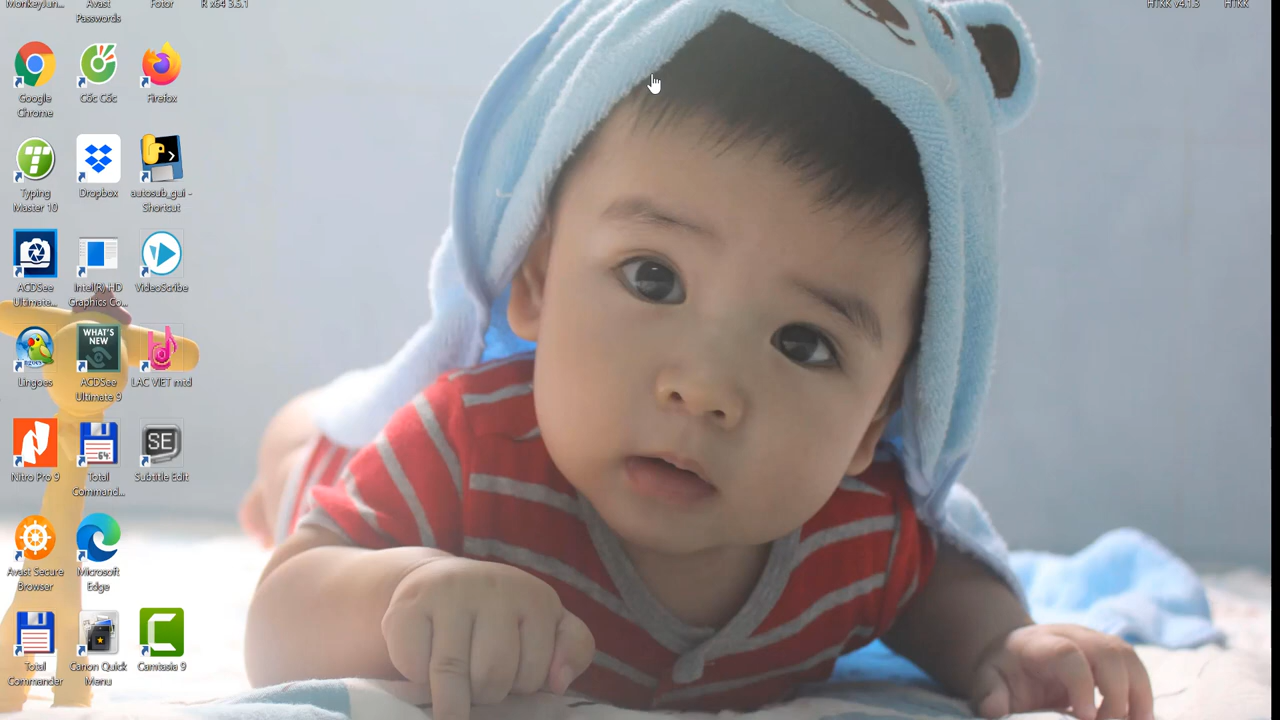 MonkeyJun...
Avast
Passwords
Fotor
R x64 3.5.1
HTKK v4.1.3
HTKK
Google
Chrome
Cốc Cốc
Firefox
Typing
Master 10
Dropbox
autosub_gui -
Shortcut
ACDSee
Ultimate...
Intel(R) HD
Graphics Co...
VideoScribe
Lingoes
WHAT'S
NEW
ACDSee
Ultimate 9
LAC VIET mtd
Nitro Pro 9
64
Total
Command...
SE
Subtitle Edit
Avast Secure
Browser
Microsoft
Edge
Total
Commander
Canon Quick
Menu
Camtasia 9